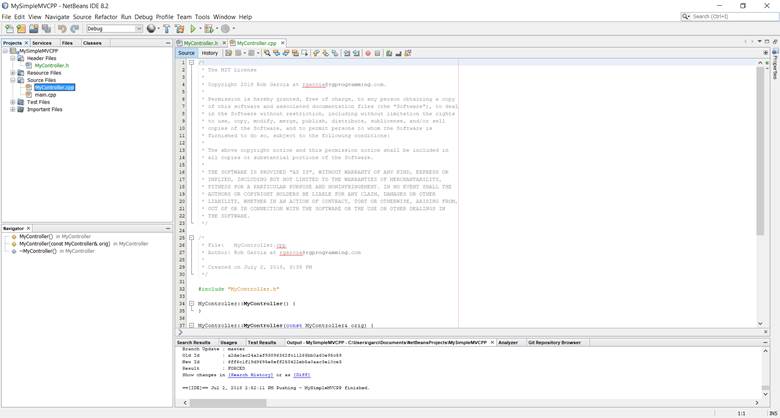 MySimpleMVCPP - NetBeans IDE 8.2
File Edit View Navigate Source Refactor Run Debug Profile Team Tools Window Help
Search (Ctrl+I)
Debug
Projects Services Files Classes
MySimpleMVCPP
Header Files
MyController.h
Resource Files
Source Files
MyController.cpp
main.cpp
Test Files
Important Files
Navigator
MyController() in MyController
MyController(const MyController& orig) in MyController
~MyController() in MyController
MyController.h MyController.cpp
Source History
Properties
1 /*
2 * The MIT License
3 *
4 * Copyright 2018 Rob Garcia at rgarcia@rgprogramming.com.
5 *
6 * Permission is hereby granted, free of charge, to any person obtaining a copy
7 * of this software and associated documentation files (the "Software"), to deal
8 * in the Software without restriction, including without limitation the rights
9 * to use, copy, modify, merge, publish, distribute, sublicense, and/or sell
10 * copies of the Software, and to permit persons to whom the Software is
11 * furnished to do so, subject to the following conditions:
12 *
13 * The above copyright notice and this permission notice shall be included in
14 * all copies or substantial portions of the Software.
15 *
16 * THE SOFTWARE IS PROVIDED "AS IS", WITHOUT WARRANTY OF ANY KIND, EXPRESS OR
17 * IMPLIED, INCLUDING BUT NOT LIMITED TO THE WARRANTIES OF MERCHANTABILITY,
18 * FITNESS FOR A PARTICULAR PURPOSE AND NONINFRINGEMENT. IN NO EVENT SHALL THE
19 * AUTHORS OR COPYRIGHT HOLDERS BE LIABLE FOR ANY CLAIM, DAMAGES OR OTHER
20 * LIABILITY, WHETHER IN AN ACTION OF CONTRACT, TORT OR OTHERWISE, ARISING FROM,
21 * OUT OF OR IN CONNECTION WITH THE SOFTWARE OR THE USE OR OTHER DEALINGS IN
22 * THE SOFTWARE.
23 */
24
25 /*
26 * File: MyController.cpp
27 * Author: Rob Garcia at rgarcia@rgprogramming.com
28 *
29 * Created on July 2, 2018,
30 */
31
32 #include "MyController.h"
33
34 MyController::MyController() {
35 }
36
37 MyController::MyController(const MyController& orig) {
Search Results Usages Test Results Output - MySimpleMVCPP - C:\Users\garci\Documents\NetBeansProjects\MySimpleMVCPP Analyzer Git Repository Browser
Branch Update : master
Old Id :
New Id :
Result : FORCED
Show changes in [Search History] or as [Diff]
==[IDE]== Jul 2, 2018 2:52:11 PM Pushing - MySimpleMVCPP finished.
1:1 INS